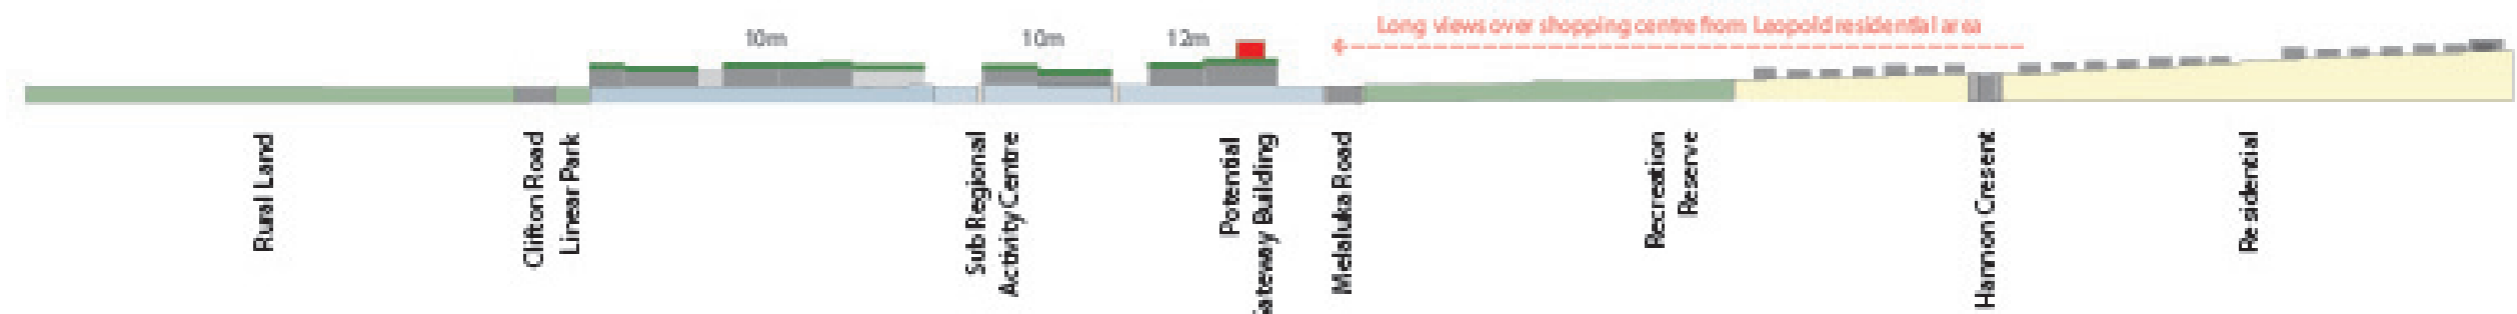 10m
10m
12m
Long views over shopping centre from Leopold residential area
Rural Land
Clifton Road
Linear Park
Sub Regional
Activity Centre
Potential
Gateway Building
Melaluka Road
Recreation
Reserve
Hannon Cresent
Residential